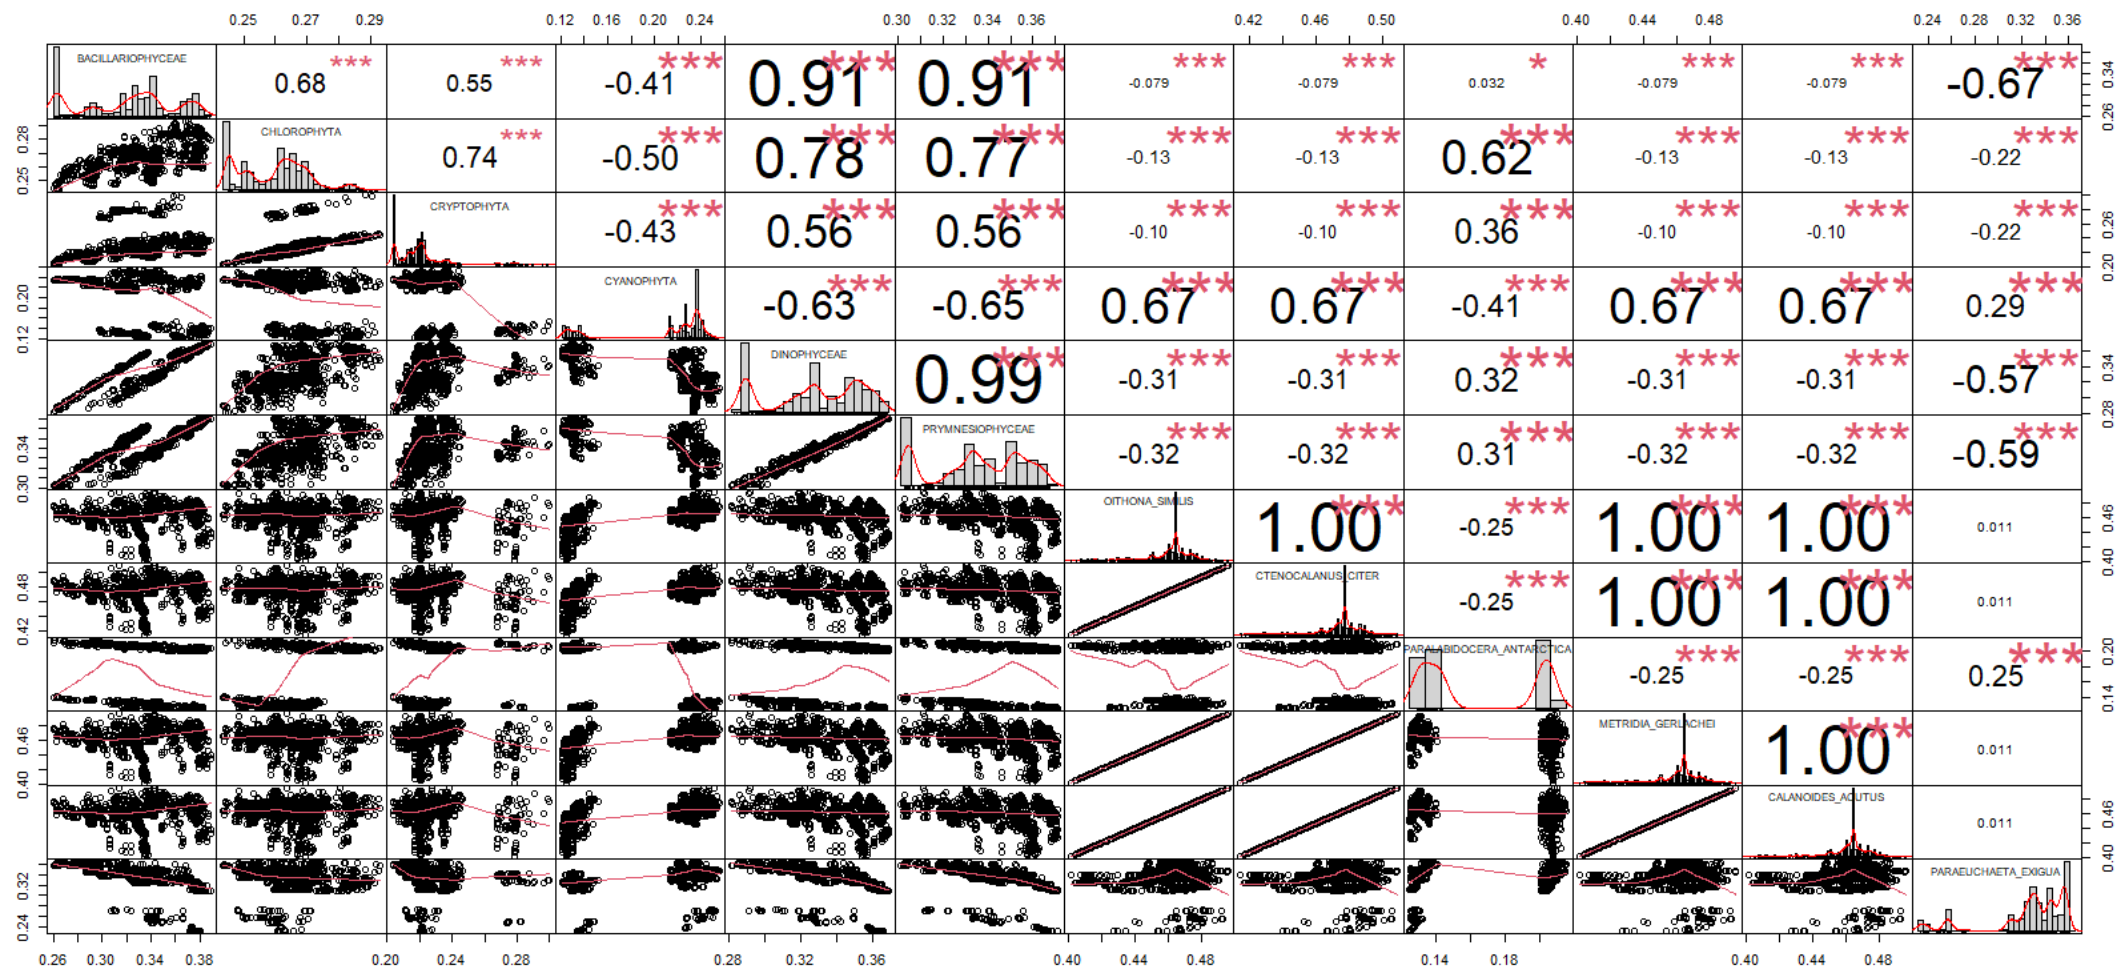 0.25 0.27 0.29 0.12 0.16 0.20 0.24 0.30 0.32 0.34 0.36 0.42 0.46 0.50 0.40 0.44 0.48 0.24 0.28 0.32 0.36
BACILLARIOPHYCEAE 0.68 *** 0.55 *** -0.41 *** 0.91 *** 0.91 *** -0.079 *** -0.079 *** 0.032 * -0.079 *** -0.079 *** -0.67 *** 0.26 0.30 0.34
0.25 0.28 CHLOROPHYTA 0.74 *** -0.50 *** 0.78 *** 0.77 *** -0.13 *** -0.13 *** 0.62 *** -0.13 *** -0.13 *** -0.22 ***
CRYPTOPHYTA -0.43 *** 0.56 *** 0.56 *** -0.10 *** -0.10 *** 0.36 *** -0.10 *** -0.10 *** -0.22 *** 0.20 0.26
0.12 0.20 CYANOPHYTA -0.63 *** -0.65 *** 0.67 *** 0.67 *** -0.41 *** 0.67 *** 0.67 *** 0.29 ***
DINOPHYCEAE 0.99 *** -0.31 *** -0.31 *** 0.32 *** -0.31 *** -0.31 *** -0.57 *** 0.28 0.34
0.30 0.34 PRYMNESIOPHYCEAE -0.32 *** -0.32 *** 0.31 *** -0.32 *** -0.32 *** -0.59 ***
OITHONA_SIMILIS 1.00 *** -0.25 *** 1.00 *** 1.00 *** 0.011 0.40 0.46
0.42 0.48 CTENOCALANUS_CITER -0.25 *** 1.00 *** 1.00 *** 0.011
PARALABIDOCERA_ANTARCTICA -0.25 *** -0.25 *** 0.25 *** 0.14 0.20
0.40 0.46 METRIDIA_GERLACHEI 1.00 *** 0.011
CALANOIDES_ACUTUS 0.011 0.40 0.46
0.24 0.32 PARAEUCHAETA_EXIGUA
0.26 0.30 0.34 0.38 0.20 0.24 0.28 0.28 0.32 0.36 0.40 0.44 0.48 0.14 0.18 0.40 0.44 0.48